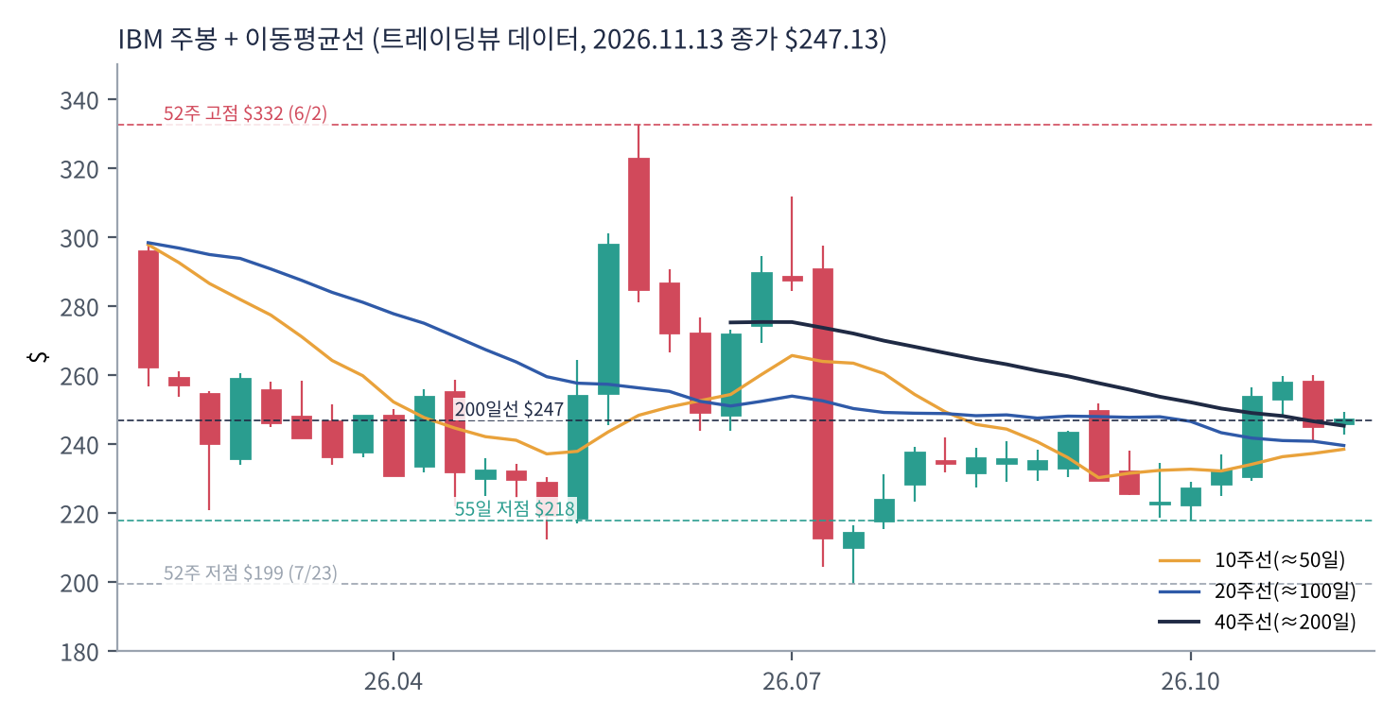 IBM 주봉 + 이동평균선 (트레이딩뷰 데이터, 2026.11.13 종가 $247.13)
340
320
300
280
260
240
220
200
180
$
52주 고점 $332 (6/2)
200일선 $247
55일 저점 $218
52주 저점 $199 (7/23)
10주선(≈50일)
20주선(≈100일)
40주선(≈200일)
26.04
26.07
26.10